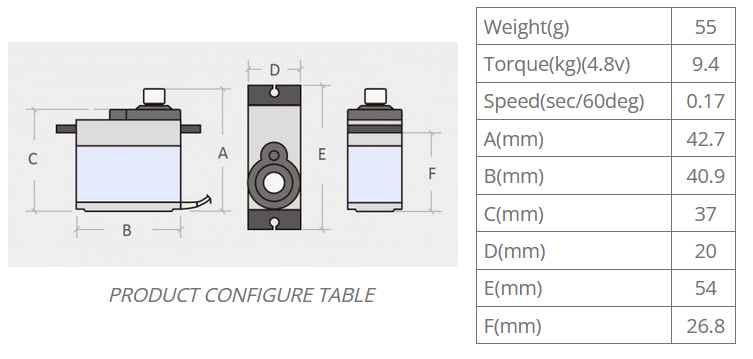 D
C
A
E
F
B
PRODUCT CONFIGURE TABLE
Weight(g) 55
Torque(kg)(4.8v) 9.4
Speed(sec/60deg) 0.17
A(mm) 42.7
B(mm) 40.9
C(mm) 37
D(mm) 20
E(mm) 54
F(mm) 26.8